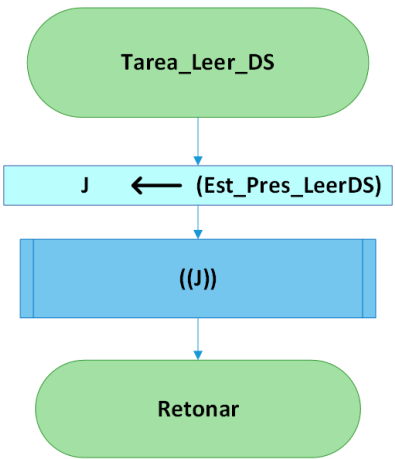 Tarea_Leer_DS
J ← (Est_Pres_LeerDS)
((J))
Retonar